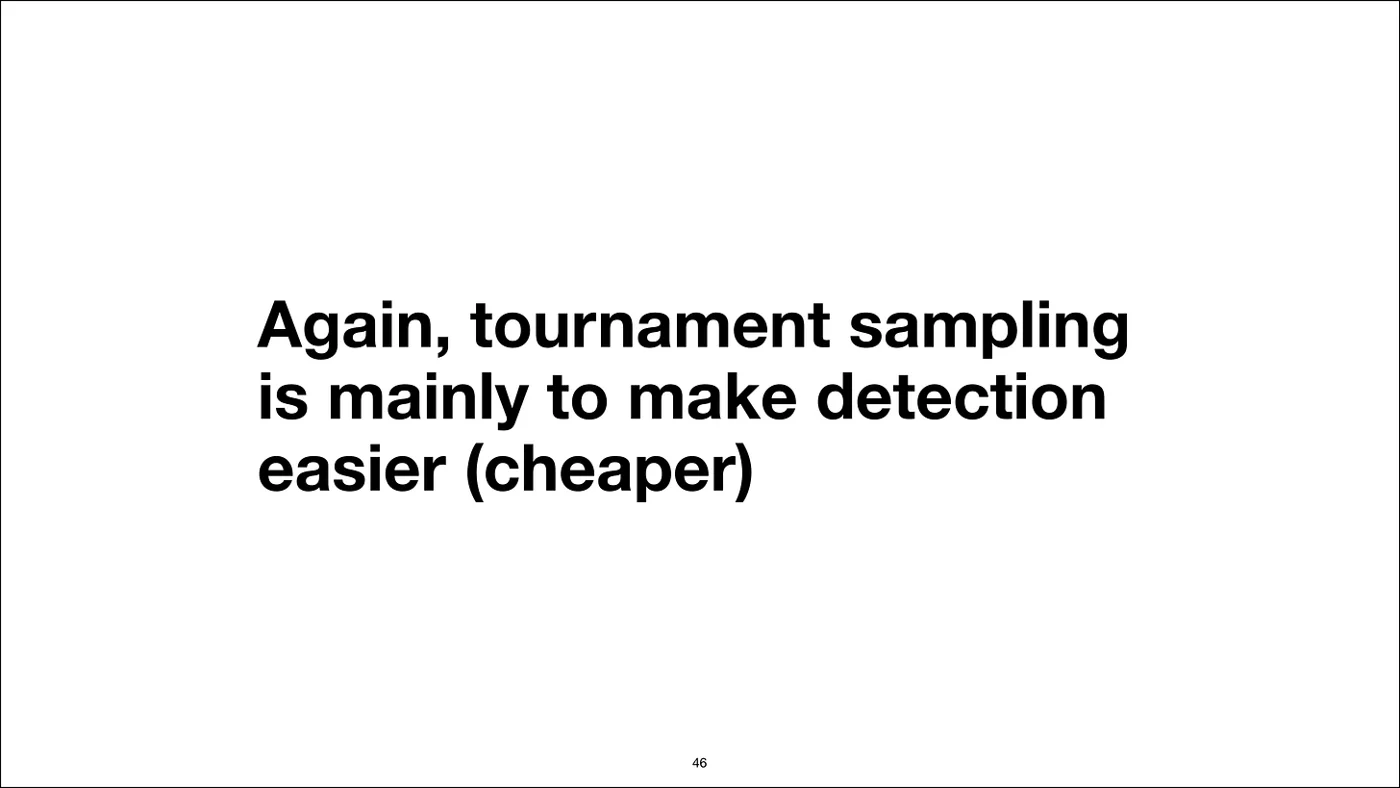 Again, tournament sampling
is mainly to make detection
easier (cheaper)
46